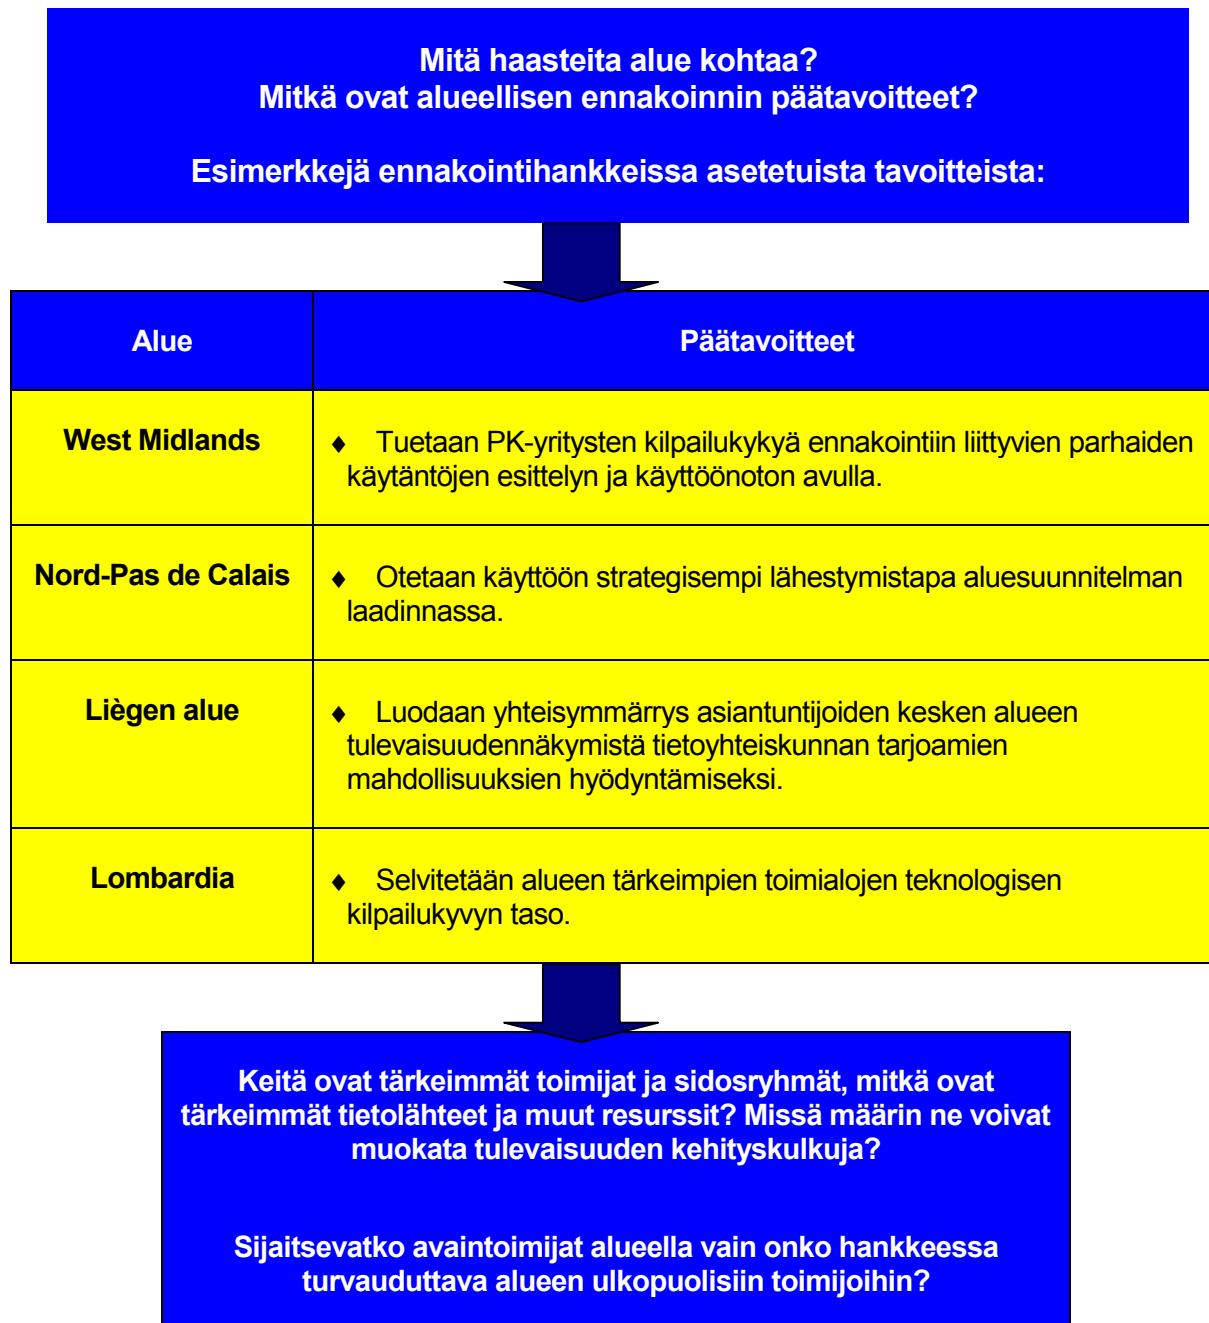 Mitä haasteita alue kohtaa?
Mitkä ovat alueellisen ennakoinnin päätavoitteet?
Esimerkkejä ennakointihankkeissa asetetuista tavoitteista:
Alue
Päätavoitteet
West Midlands
♦ Tuetaan PK-yritysten kilpailukykyä ennakointiin liittyvien parhaiden
käytäntöjen esittelyn ja käyttöönoton avulla.
Nord-Pas de Calais
♦ Otetaan käyttöön strategisempi lähestymistapa aluesuunnitelman
laadinnassa.
Liègen alue
♦ Luodaan yhteisymmärrys asiantuntijoiden kesken alueen
tulevaisuudennäkymistä tietoyhteiskunnan tarjoamien
mahdollisuuksien hyödyntämiseksi.
Lombardia
♦ Selvitetään alueen tärkeimpien toimialojen teknologisen
kilpailukyvyn taso.
Keitä ovat tärkeimmät toimijat ja sidosryhmät, mitkä ovat
tärkeimmät tietolähteet ja muut resurssit? Missä määrin ne voivat
muokata tulevaisuuden kehityskulkuja?
Sijaitsevatko avaintoimijat alueella vain onko hankkeessa
turvauduttava alueen ulkopuolisiin toimijoihin?